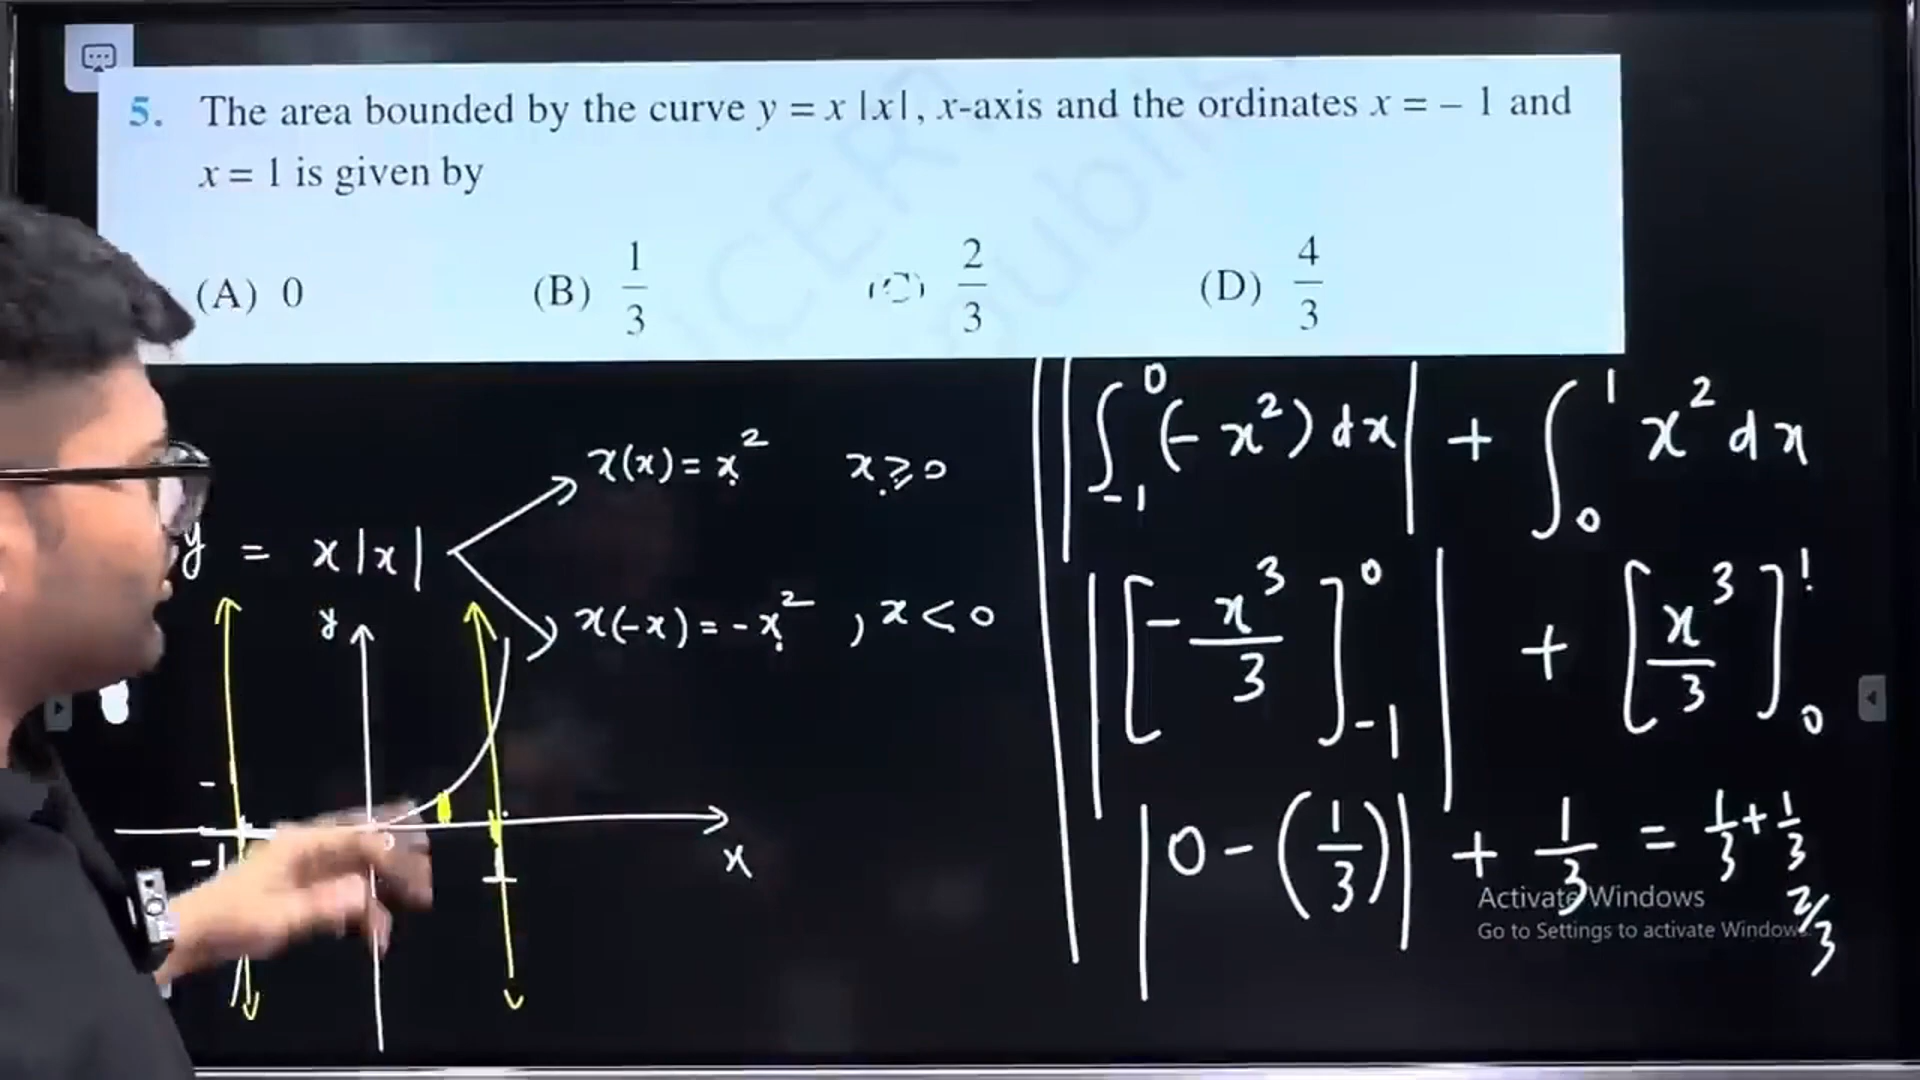 5. The area bounded by the curve y = x |x|, x-axis and the ordinates x = – 1 and
x = 1 is given by
(A) 0 (B) 1/3 (C) 2/3 (D) 4/3
y = x|x|
x(x) = x² x ≥ 0
x(-x) = -x² , x < 0
y
-1 0 1
x
|∫₋₁⁰ (-x²) dx| + ∫₀¹ x² dx
|[-x³/3]₋₁⁰| + [x³/3]₀¹
|0 - (1/3)| + 1/3 = 1/3 + 1/3
2/3
Activate Windows
Go to Settings to activate Windows.
NCERT